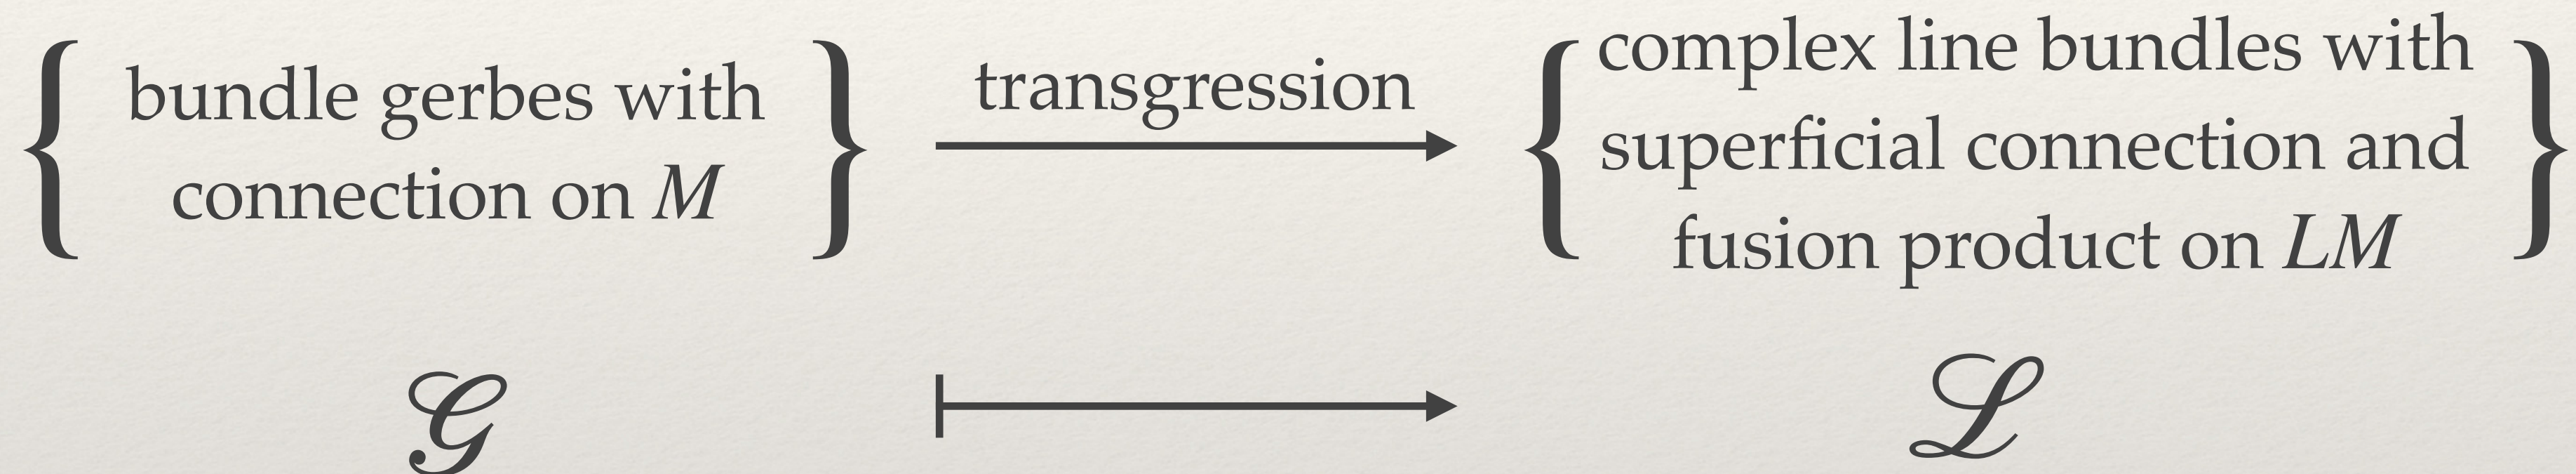 bundle gerbes with
connection on M
transgression
complex line bundles with
superficial connection and
fusion product on LM
𝒢
ℒ